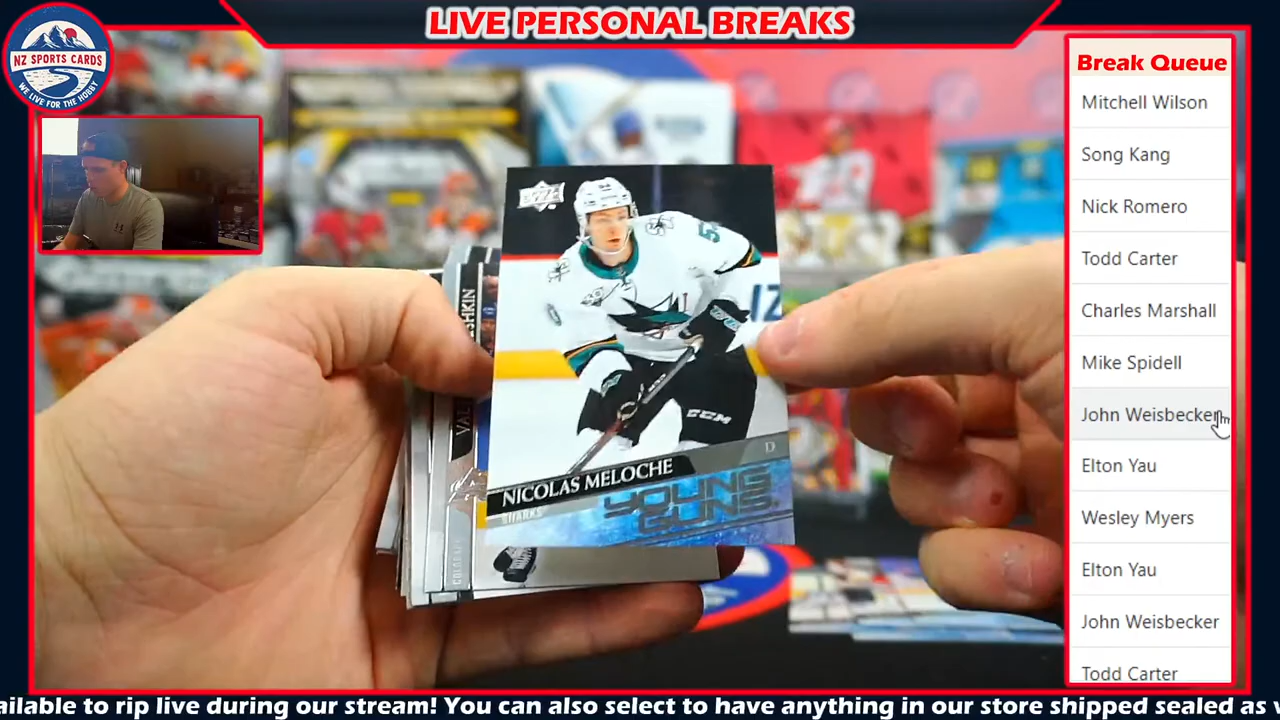 LIVE PERSONAL BREAKS
NZ SPORTS CARDS
WE LIVE FOR THE HOBBY
Break Queue
Mitchell Wilson
Song Kang
Nick Romero
Todd Carter
Charles Marshall
Mike Spidell
John Weisbecker
Elton Yau
Wesley Myers
Elton Yau
John Weisbecker
Todd Carter
CCM
D
NICOLAS MELOCHE
SHARKS
YOUNG
GUNS
ailable to rip live during our stream! You can also select to have anything in our store shipped sealed as